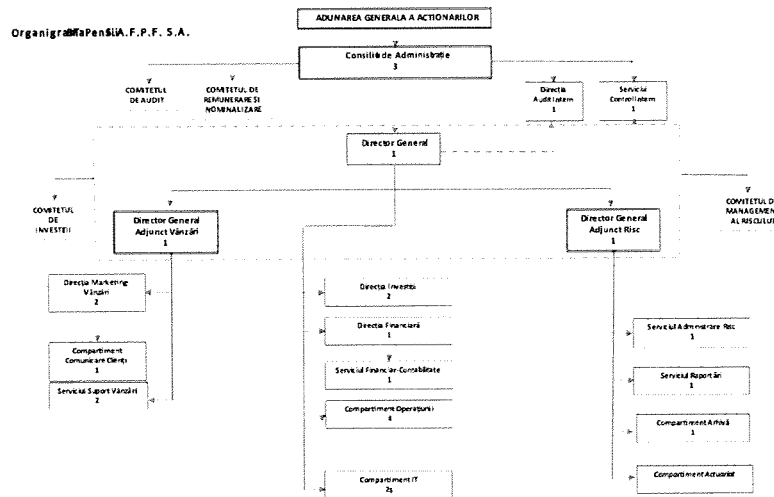 ADUNAREA GENERALA A ACTIONARILOR
A.F.P.F. S.A.
Consiliul de Administrație
3
COMITETUL
DE AUDIT
COMITETUL DE
REMUNERARE ȘI
NOMINALIZARE
Direcția
Audit Intern
1
Serviciul
Control Intern
1
Director General
1
COMITETUL
DE
INVESTIȚII
Director General
Adjunct Vânzări
1
Director General
Adjunct Risc
1
COMITETUL D
MANAGEMEN
AL RISCULUI
Direcția Marketing
Vânzări
2
Compartiment
Comunicare Clienți
1
Serviciul Suport Vânzări
2
Direcția Investiții
2
Direcția Financiară
1
Serviciul Financiar-Contabilitate
1
Compartiment Operațiuni
4
Compartiment IT
Serviciul Administrare Risc
1
Serviciul Raportări
1
Compartiment Arhivă
1
Compartiment Actuariat